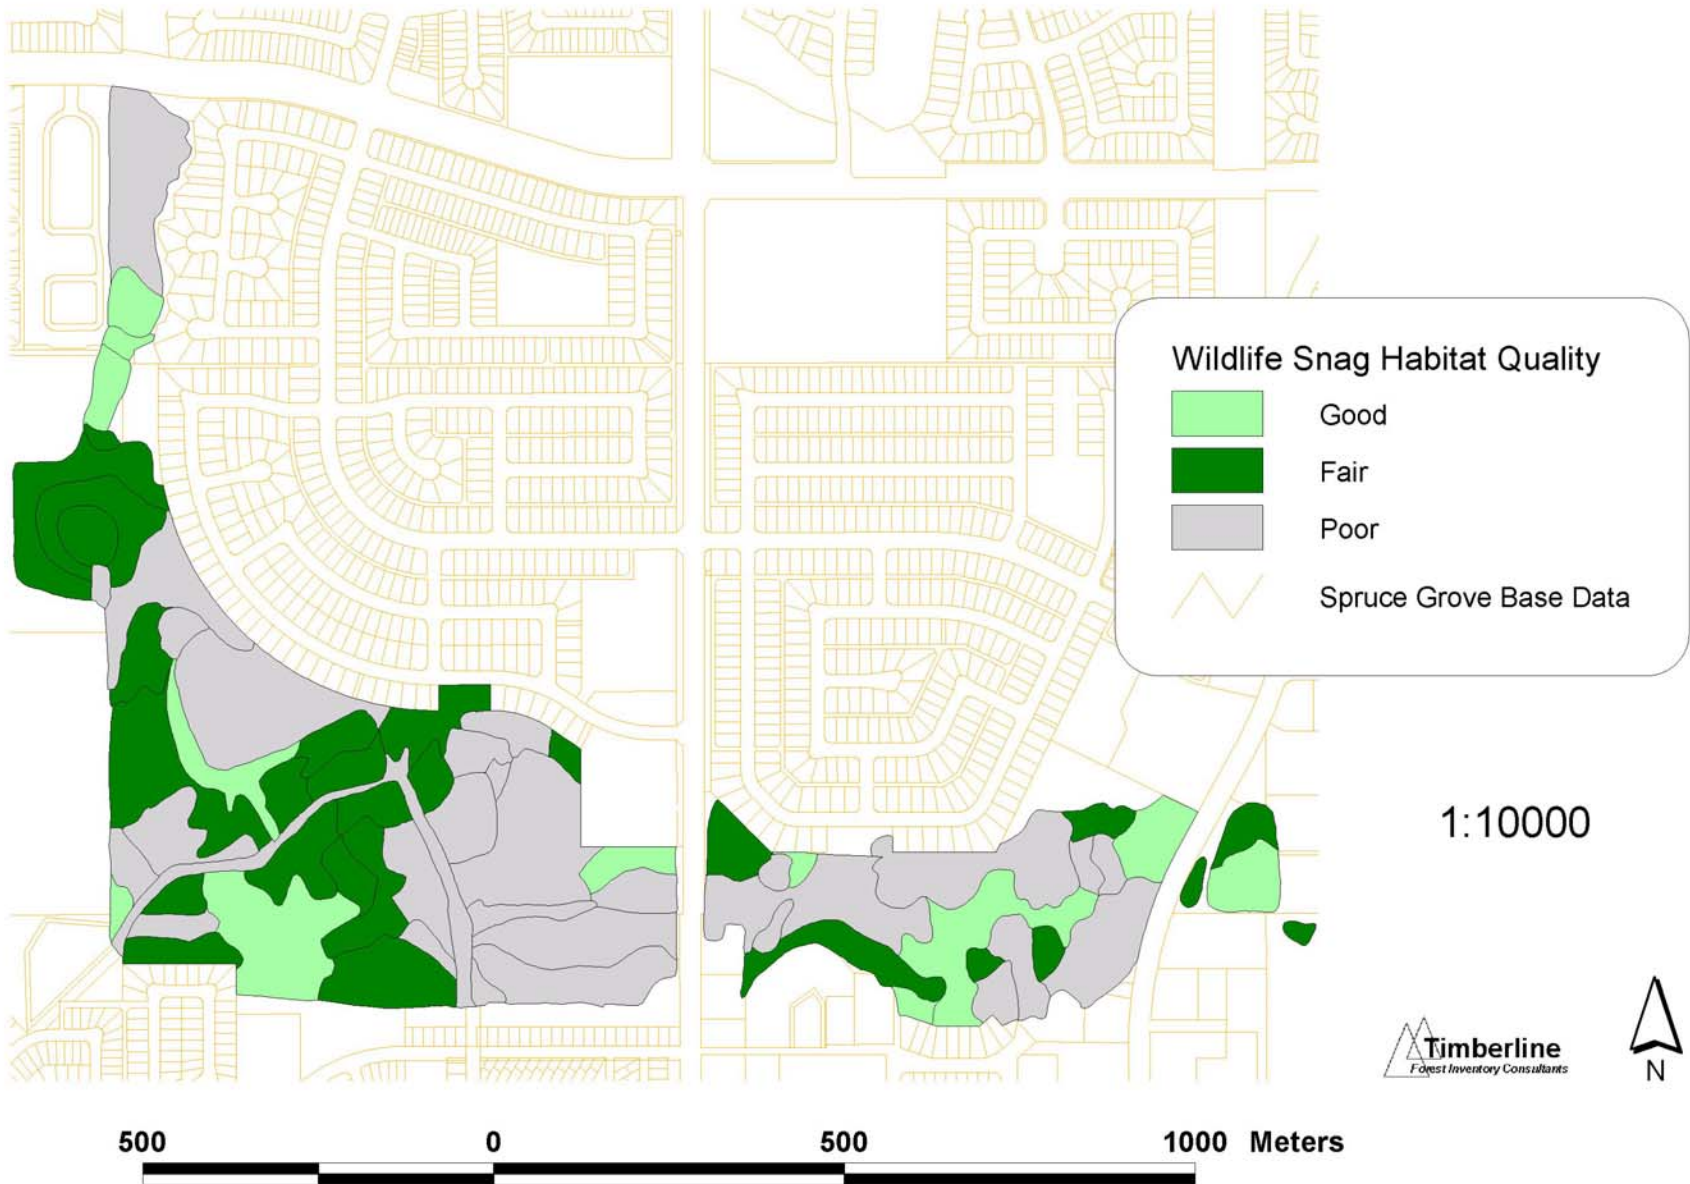 Wildlife Snag Habitat Quality
Good
Fair
Poor
Spruce Grove Base Data
1:10000
Timberline
Forest Inventory Consultants
N
500 0 500 1000 Meters